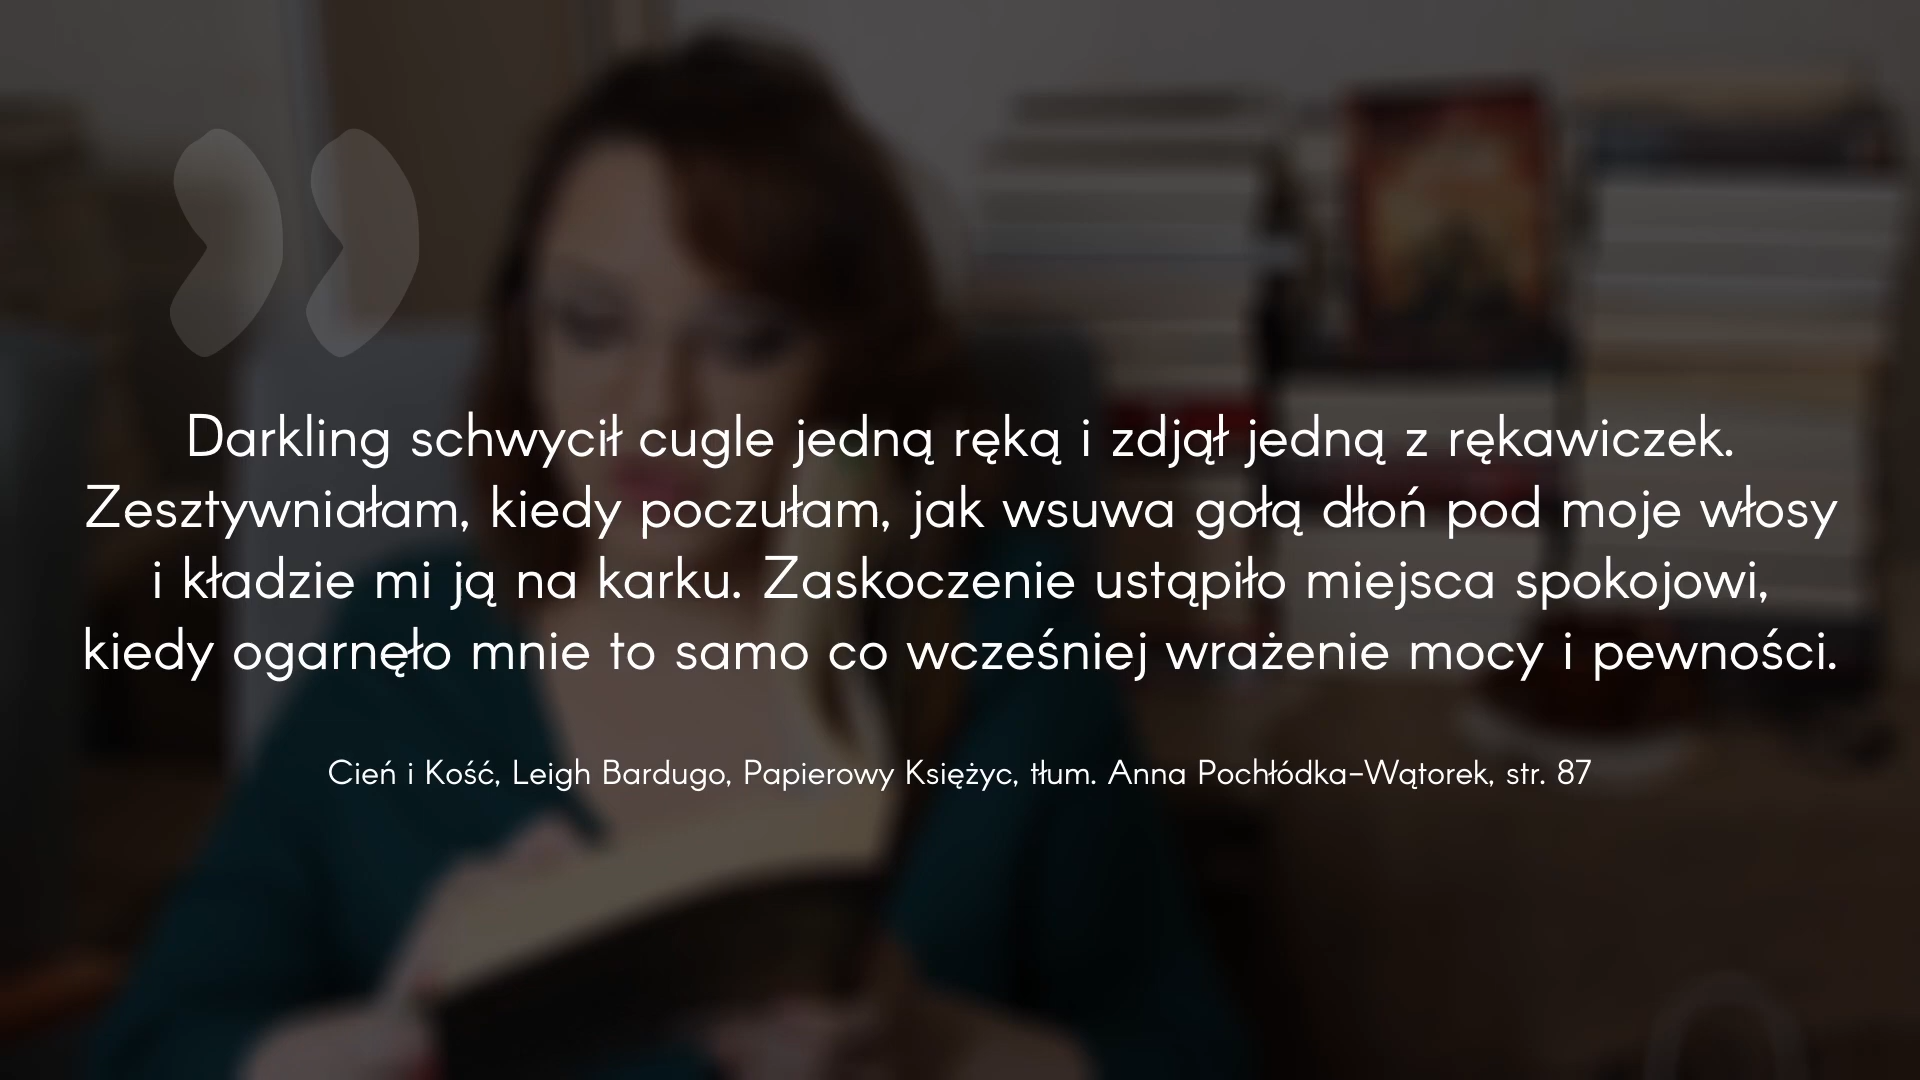 Darkling schwycił cugle jedną ręką i zdjął jedną z rękawiczek.
Zesztywniałam, kiedy poczułam, jak wsuwa gołą dłoń pod moje włosy
i kładzie mi ją na karku. Zaskoczenie ustąpiło miejsca spokojowi,
kiedy ogarnęło mnie to samo co wcześniej wrażenie mocy i pewności.
Cień i Kość, Leigh Bardugo, Papierowy Księżyc, tłum. Anna Pochłódka-Wątorek, str. 87